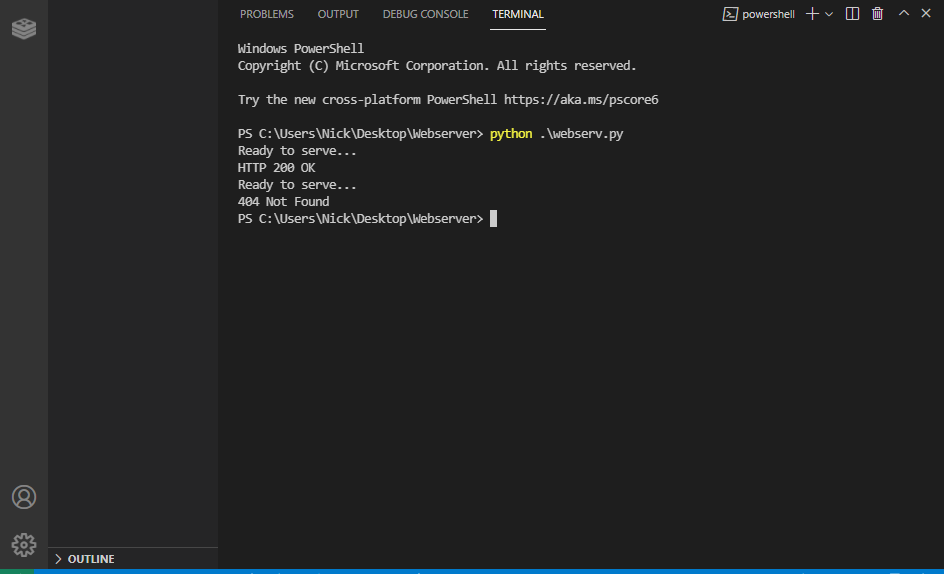 PROBLEMS OUTPUT DEBUG CONSOLE TERMINAL powershell
Windows PowerShell
Copyright (C) Microsoft Corporation. All rights reserved.
Try the new cross-platform PowerShell https://aka.ms/pscore6
PS C:\Users\Nick\Desktop\Webserver> python .\webserv.py
Ready to serve...
HTTP 200 OK
Ready to serve...
404 Not Found
PS C:\Users\Nick\Desktop\Webserver>
OUTLINE